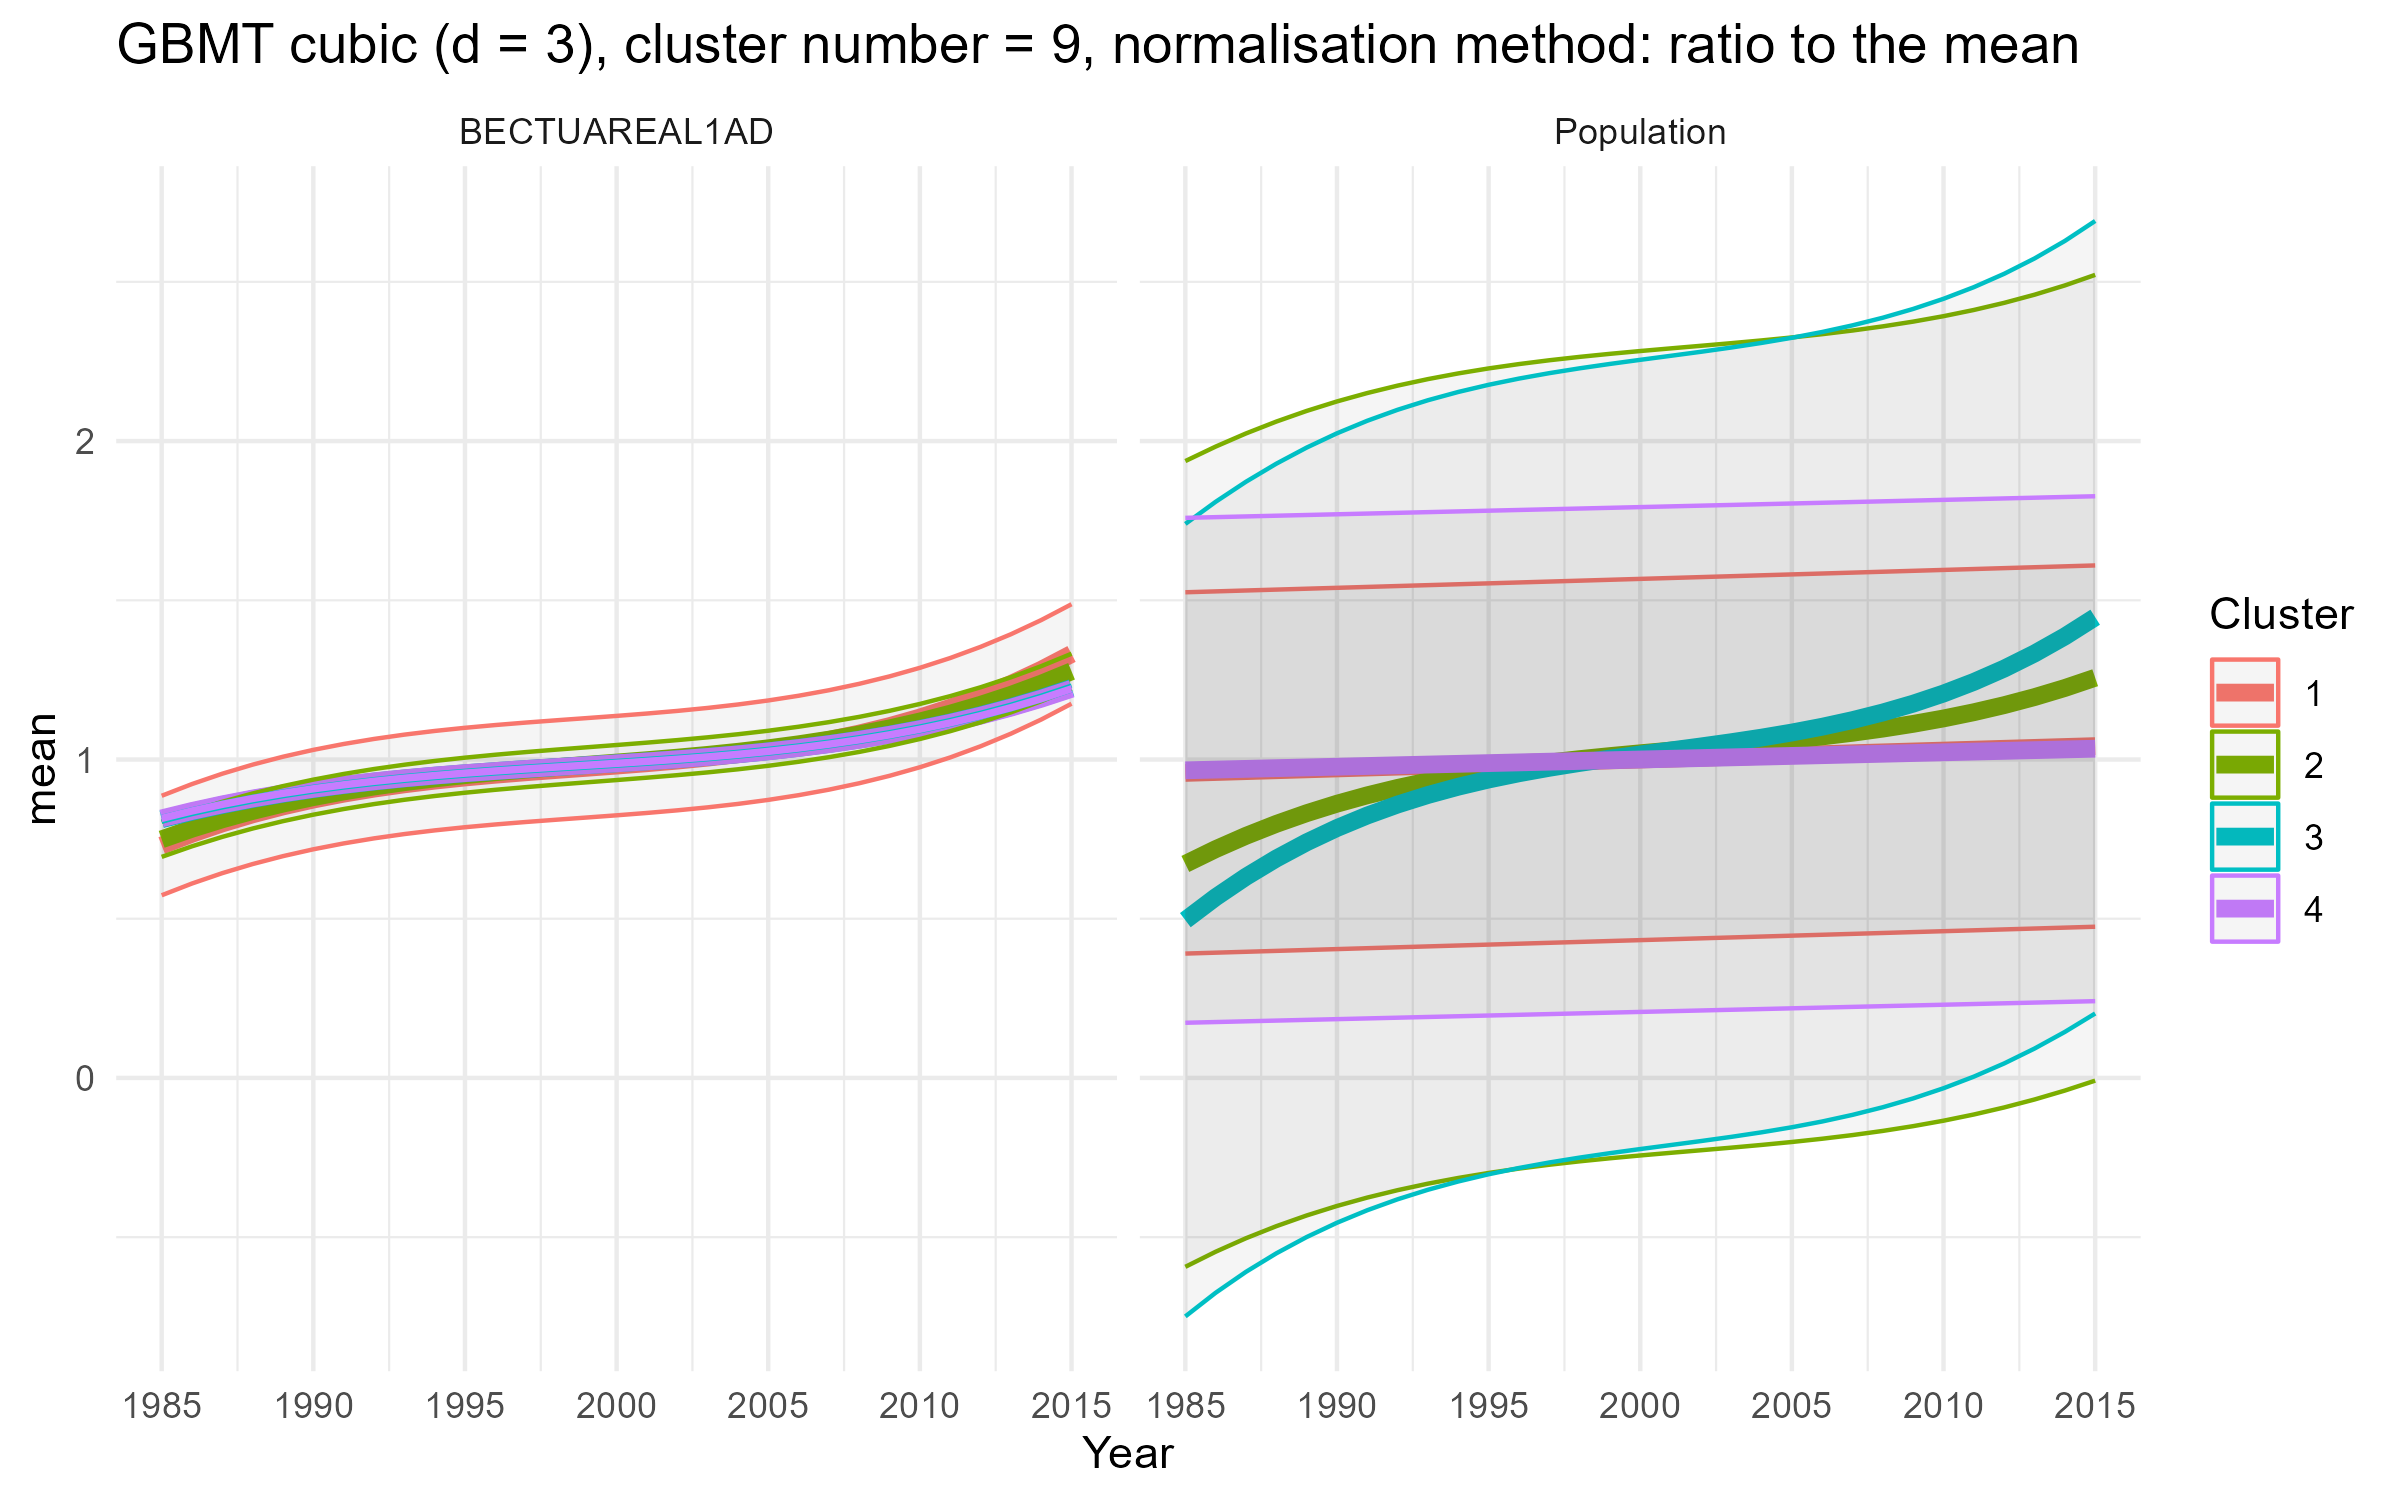 GBMT cubic (d = 3), cluster number = 9, normalisation method: ratio to the mean
BECTUAREAL1AD Population
mean
2
1
0
1985 1990 1995 2000 2005 2010 2015 1985 1990 1995 2000 2005 2010 2015
Year
Cluster
1
2
3
4